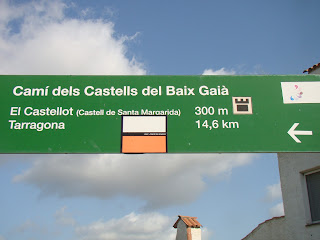 Camí dels Castells del Baix Gaià
El Castellot (Castell de Santa Margarida) 300 m
Tarragona 14,6 km